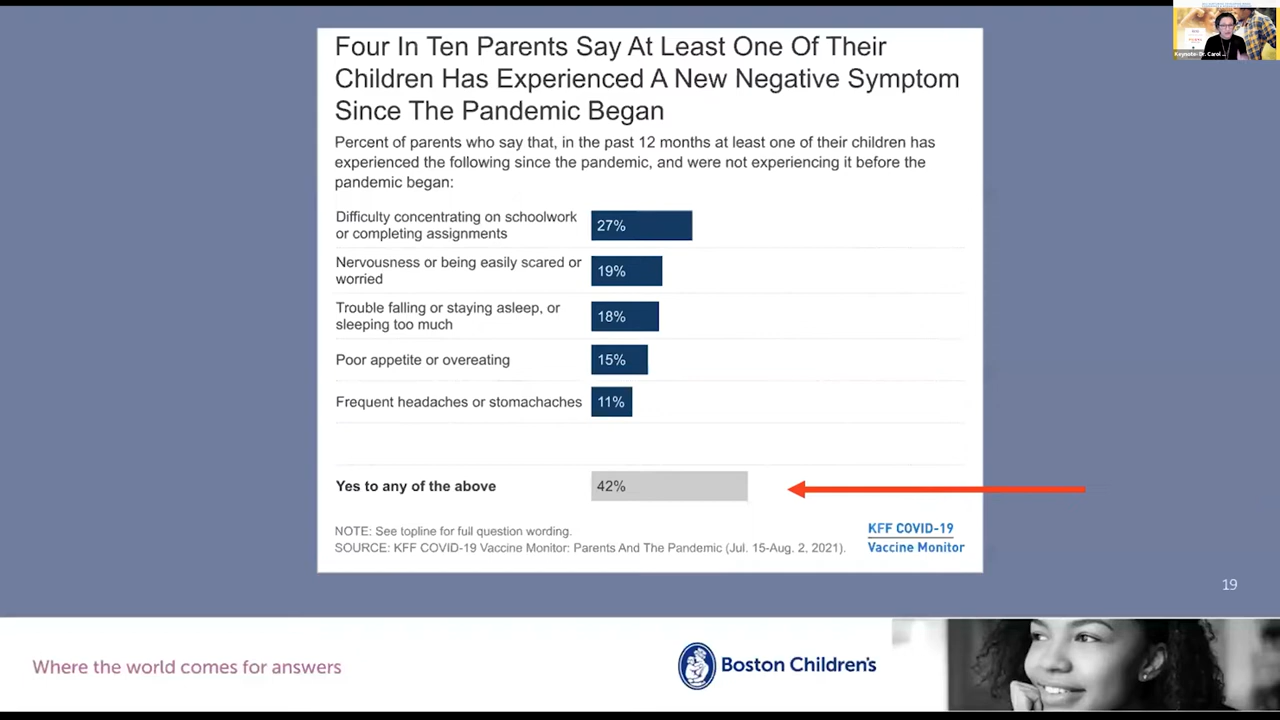 Four In Ten Parents Say At Least One Of Their
Children Has Experienced A New Negative Symptom
Since The Pandemic Began
Percent of parents who say that, in the past 12 months at least one of their children has
experienced the following since the pandemic, and were not experiencing it before the
pandemic began:
Difficulty concentrating on schoolwork
or completing assignments
27%
Nervousness or being easily scared or
worried
19%
Trouble falling or staying asleep, or
sleeping too much
18%
Poor appetite or overeating
15%
Frequent headaches or stomachaches
11%
Yes to any of the above
42%
NOTE: See topline for full question wording.
SOURCE: KFF COVID-19 Vaccine Monitor: Parents And The Pandemic (Jul. 15-Aug. 2, 2021).
KFF COVID-19
Vaccine Monitor
19
Where the world comes for answers
Boston Children's
Keynote: Dr. Carol ...